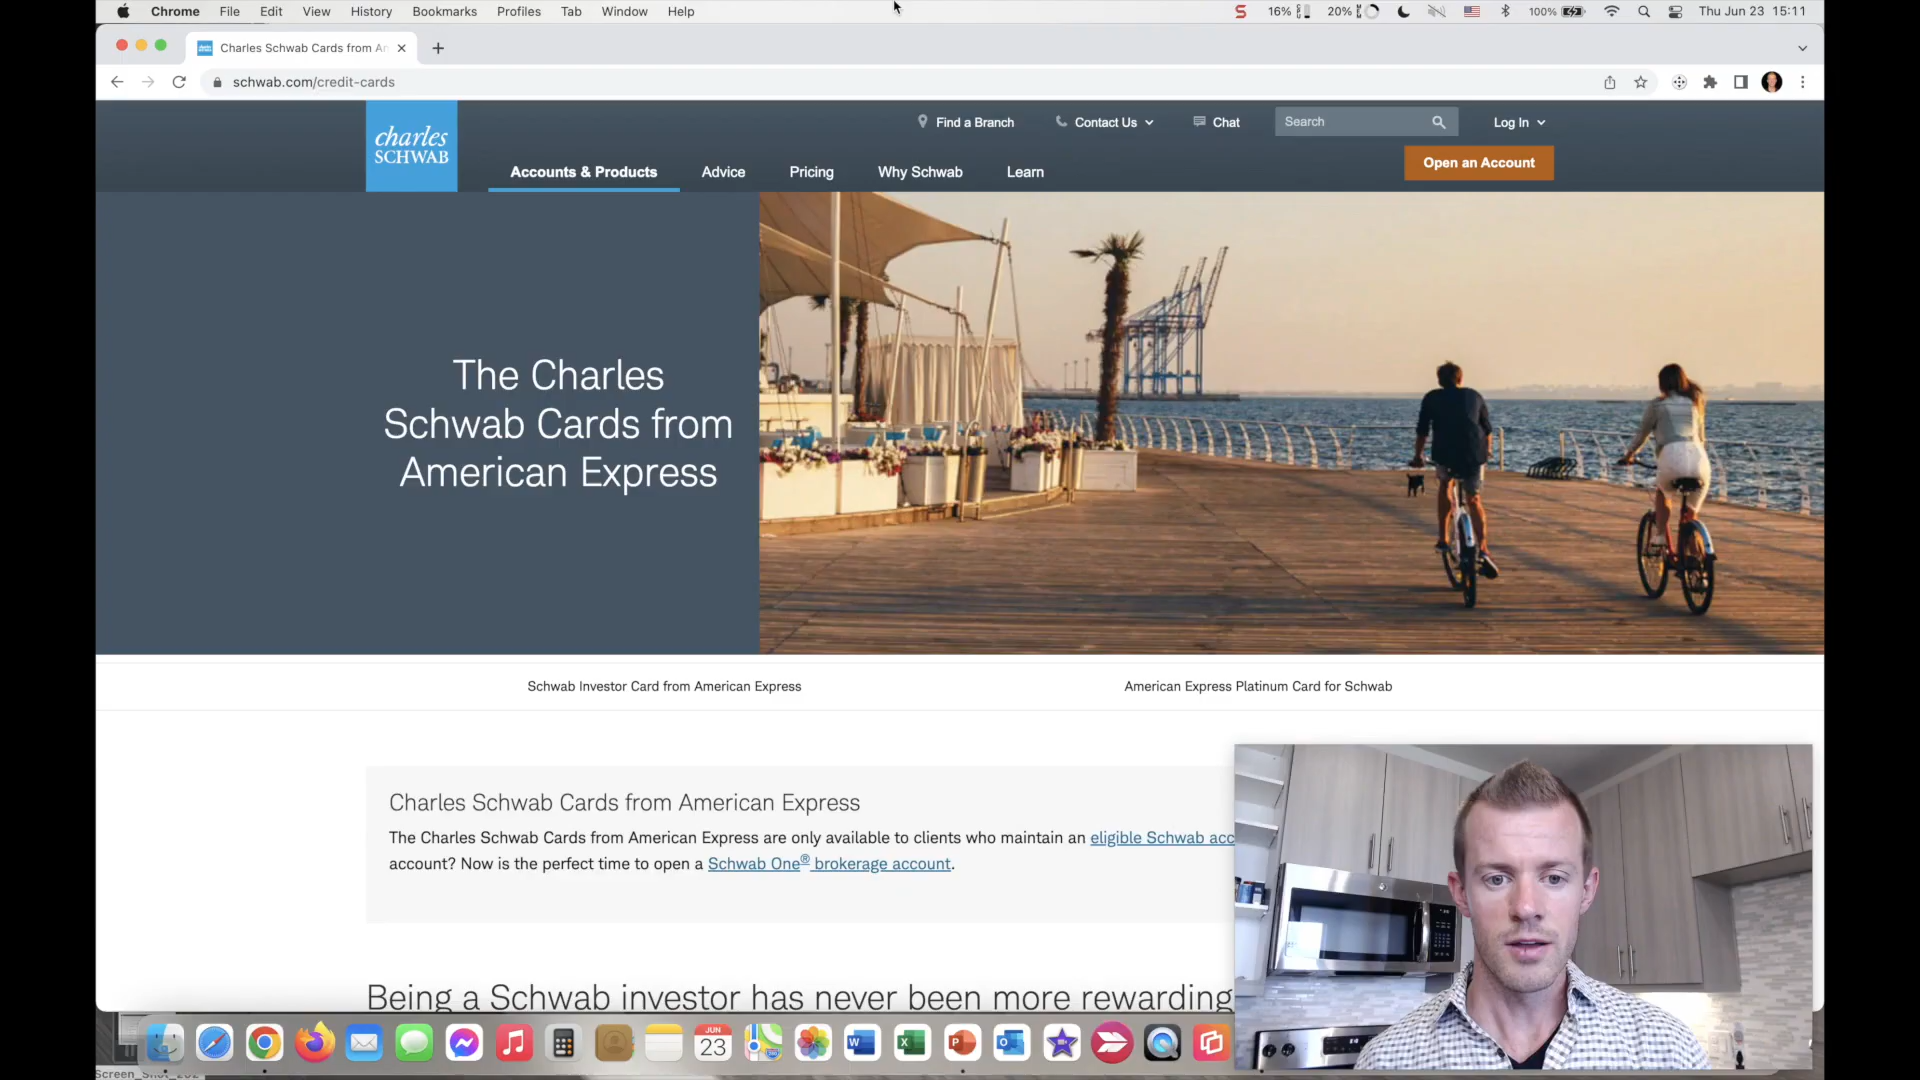 Chrome File Edit View History Bookmarks Profiles Tab Window Help
S 16% 20% 100% Thu Jun 23 15:11
Charles Schwab Cards from Am
schwab.com/credit-cards
charles
SCHWAB
Find a Branch Contact Us Chat Search Log In
Accounts & Products Advice Pricing Why Schwab Learn
Open an Account
The Charles
Schwab Cards from
American Express
Schwab Investor Card from American Express
American Express Platinum Card for Schwab
Charles Schwab Cards from American Express
The Charles Schwab Cards from American Express are only available to clients who maintain an eligible Schwab acc
account? Now is the perfect time to open a Schwab One® brokerage account.
Being a Schwab investor has never been more rewarding
JUN
23
W
X
P
O
Screen_Shot_202